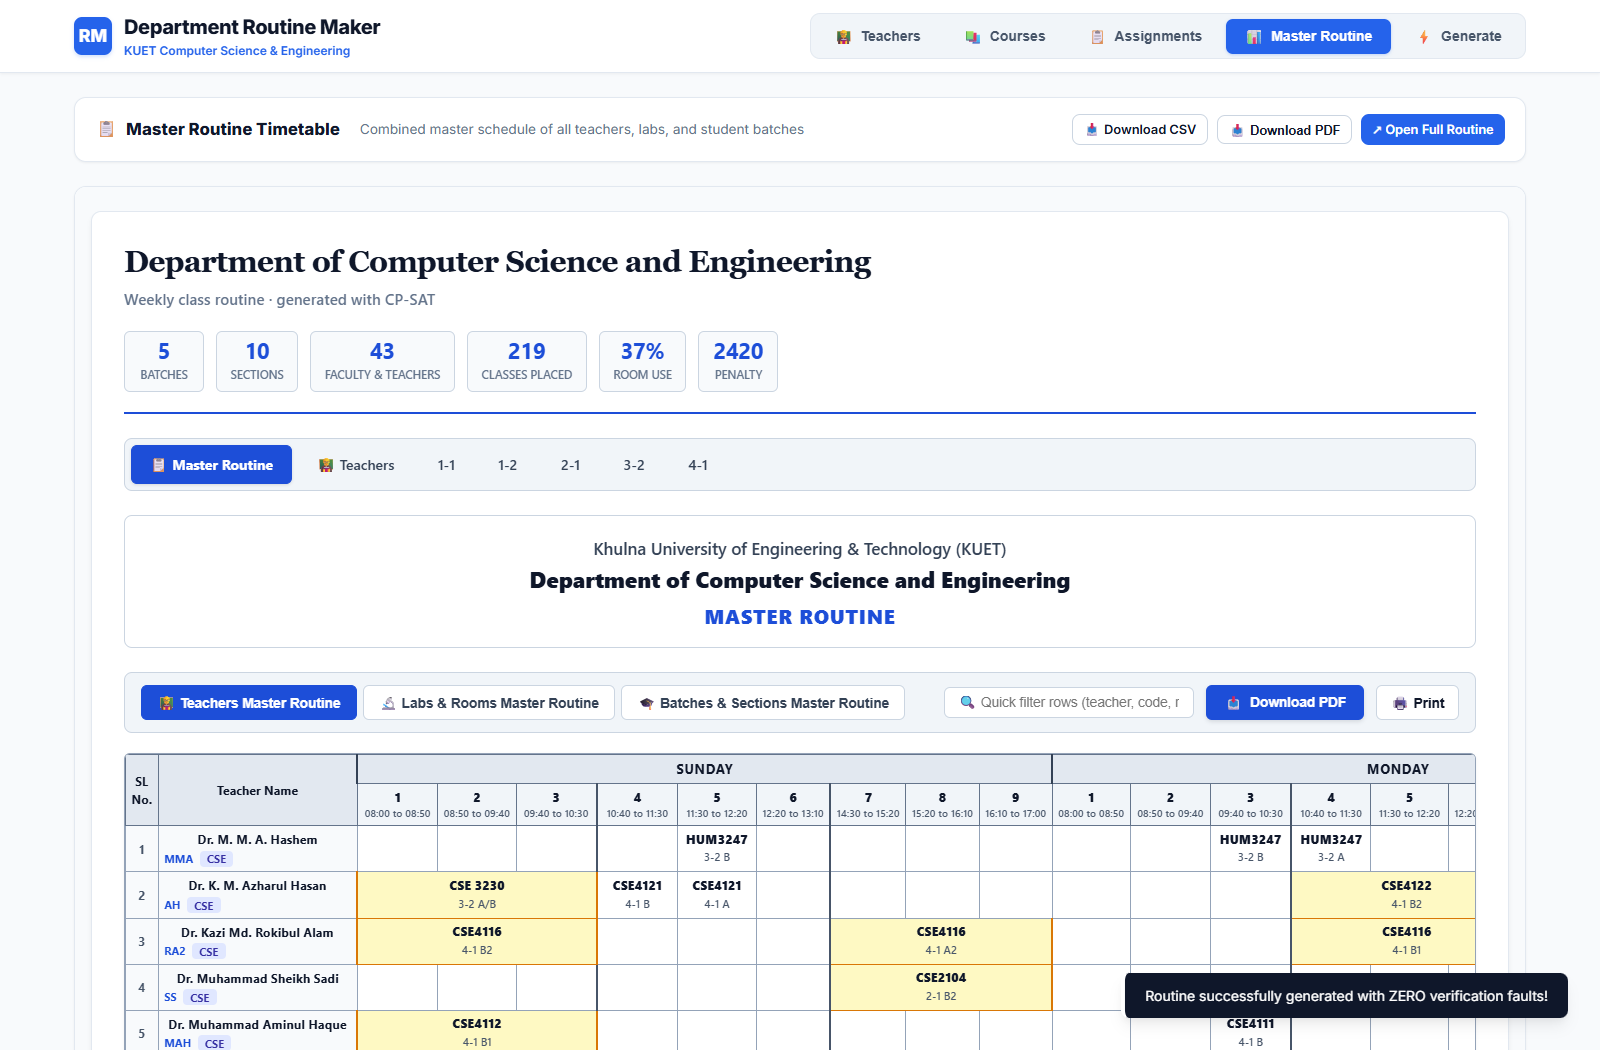 RM
Department Routine Maker
KUET Computer Science & Engineering
Teachers
Courses
Assignments
Master Routine
Generate
Master Routine Timetable
Combined master schedule of all teachers, labs, and student batches
Download CSV
Download PDF
↗ Open Full Routine
Department of Computer Science and Engineering
Weekly class routine · generated with CP-SAT
5
BATCHES
10
SECTIONS
43
FACULTY & TEACHERS
219
CLASSES PLACED
37%
ROOM USE
2420
PENALTY
Master Routine
Teachers
1-1
1-2
2-1
3-2
4-1
Khulna University of Engineering & Technology (KUET)
Department of Computer Science and Engineering
MASTER ROUTINE
Teachers Master Routine
Labs & Rooms Master Routine
Batches & Sections Master Routine
Quick filter rows (teacher, code, r
Download PDF
Print
SL No.
Teacher Name
SUNDAY
MONDAY
1 2 3 4 5 6 7 8 9 1 2 3 4 5
08:00 to 08:50 08:50 to 09:40 09:40 to 10:30 10:40 to 11:30 11:30 to 12:20 12:20 to 13:10 14:30 to 15:20 15:20 to 16:10 16:10 to 17:00 08:00 to 08:50 08:50 to 09:40 09:40 to 10:30 10:40 to 11:30 11:30 to 12:20 12:20
1 Dr. M. M. A. Hashem HUM3247 HUM3247 HUM3247
MMA CSE 3-2 B 3-2 B 3-2 A
2 Dr. K. M. Azharul Hasan CSE 3230 CSE4121 CSE4121 CSE4122
AH CSE 3-2 A/B 4-1 B 4-1 A 4-1 B2
3 Dr. Kazi Md. Rokibul Alam CSE4116 CSE4116 CSE4116
RA2 CSE 4-1 B2 4-1 A2 4-1 B1
4 Dr. Muhammad Sheikh Sadi CSE2104
SS CSE 2-1 B2
5 Dr. Muhammad Aminul Haque CSE4112 CSE4111
MAH CSE 4-1 B1 4-1 B
Routine successfully generated with ZERO verification faults!